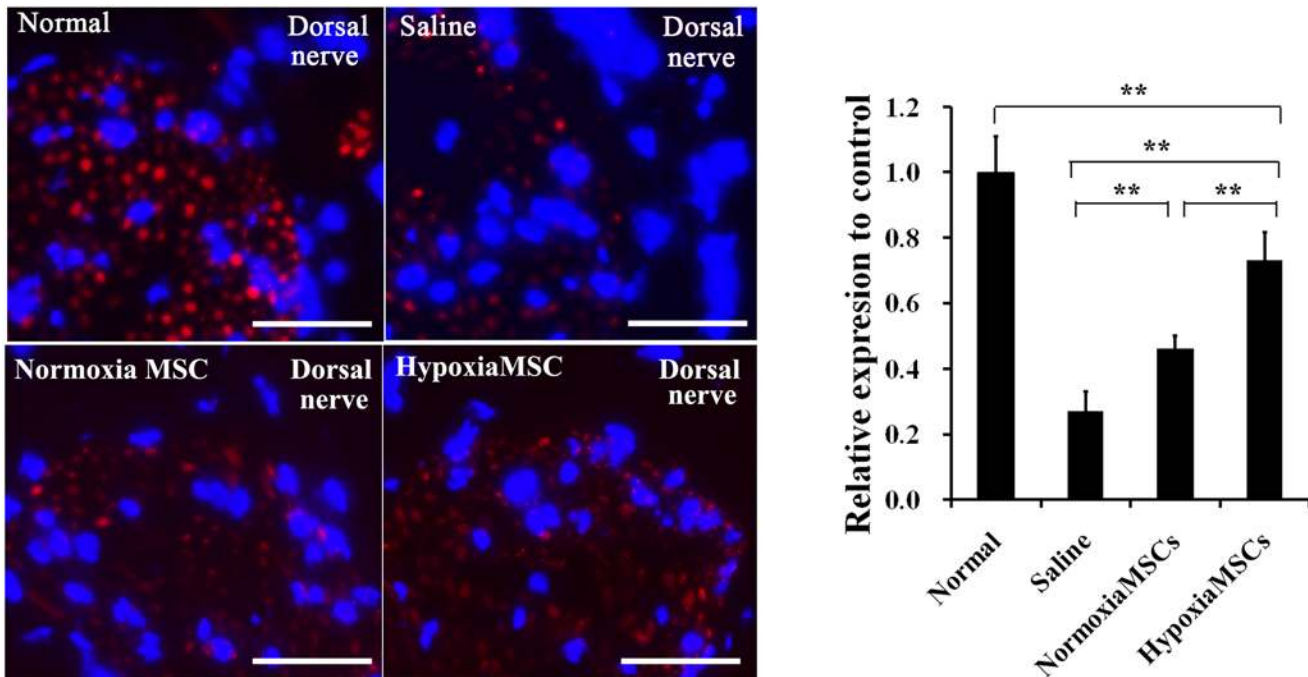 Normal
Dorsal
nerve
Saline
Dorsal
nerve
Normoxia MSC
Dorsal
nerve
HypoxiaMSC
Dorsal
nerve
Relative expresion to control
1.2
1.0
0.8
0.6
0.4
0.2
0.0
**
**
**
**
Normal
Saline
NormoxiaMSCs
HypoxiaMSCs